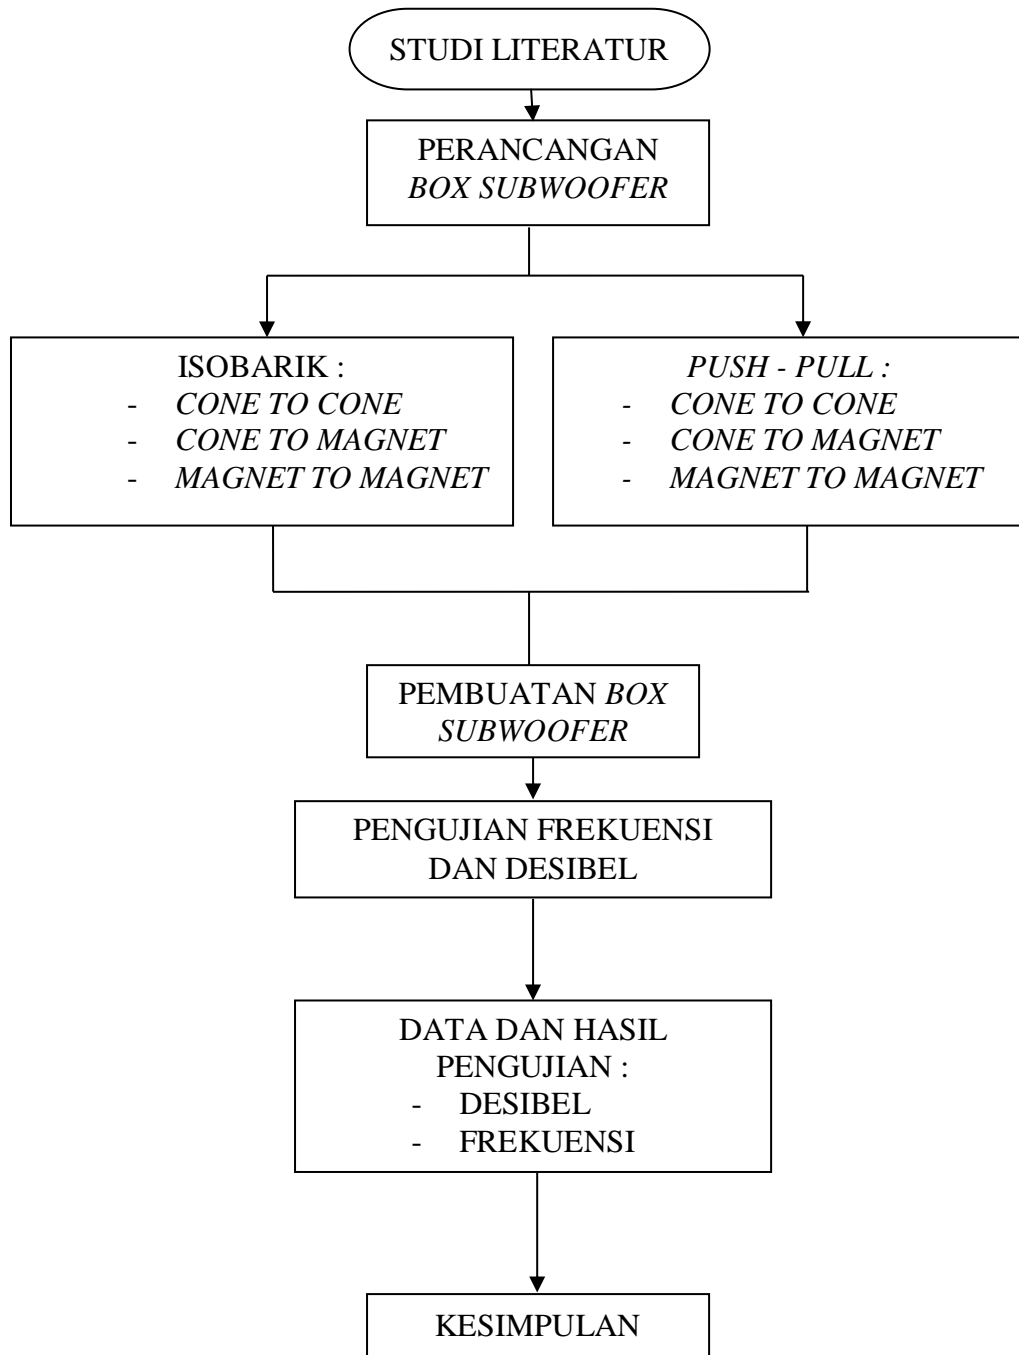 STUDI LITERATUR
PERANCANGAN
BOX SUBWOOFER
ISOBARIK :
- CONE TO CONE
- CONE TO MAGNET
- MAGNET TO MAGNET
PUSH - PULL :
- CONE TO CONE
- CONE TO MAGNET
- MAGNET TO MAGNET
PEMBUATAN BOX
SUBWOOFER
PENGUJIAN FREKUENSI
DAN DESIBEL
DATA DAN HASIL
PENGUJIAN :
- DESIBEL
- FREKUENSI
KESIMPULAN